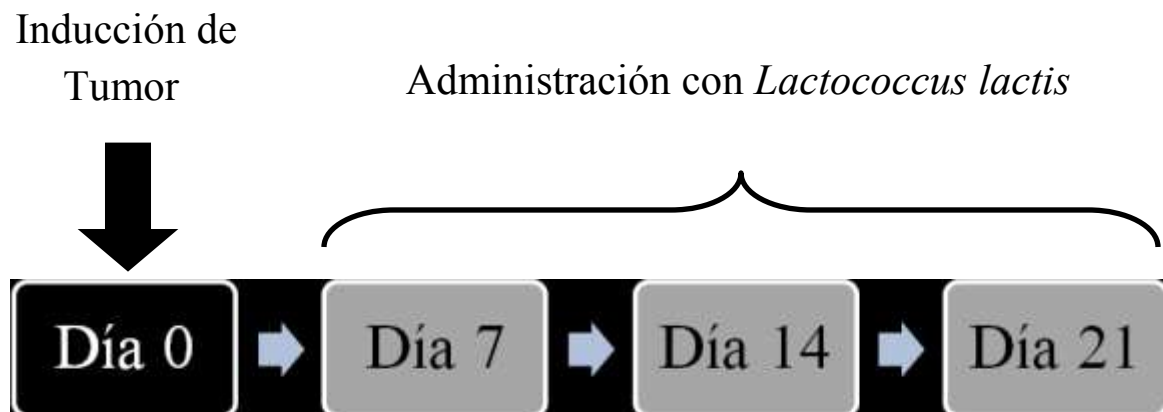 Inducción de
Tumor
Administración con Lactococcus lactis
Día 0
Día 7
Día 14
Día 21